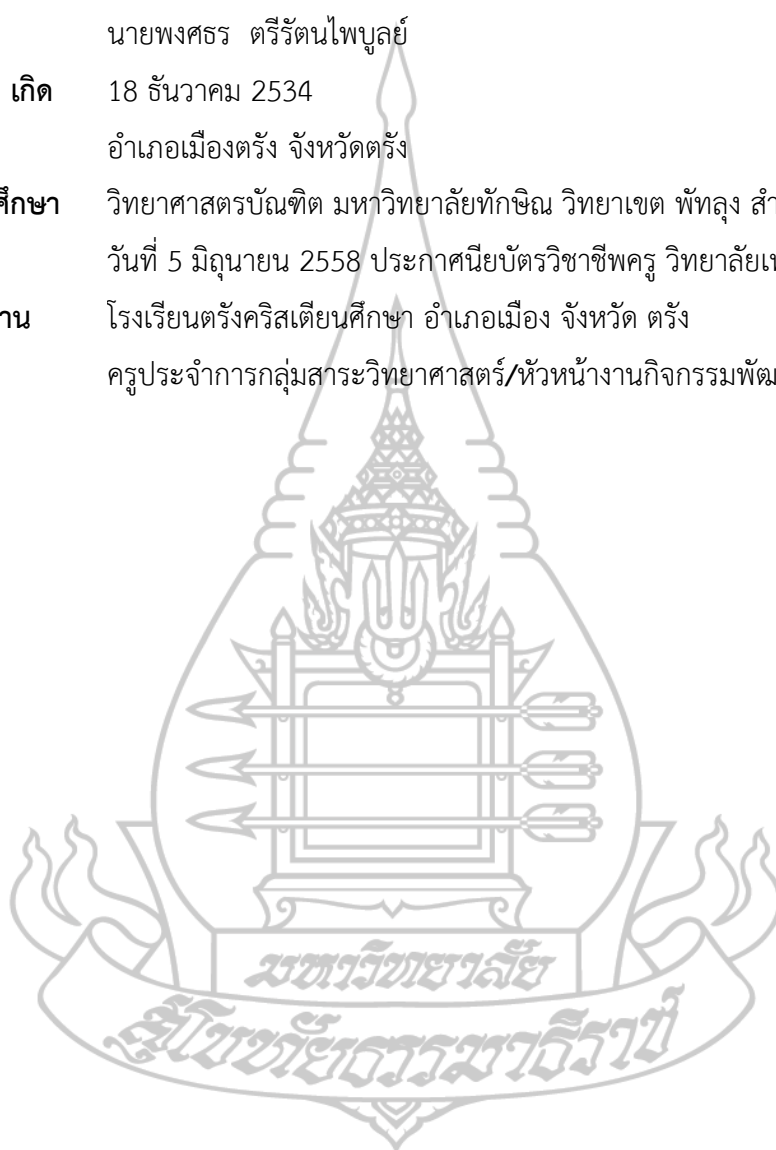 นายพงศธร ตรีรัตนไพบูลย์
เกิด 18 ธันวาคม 2534
อำเภอเมืองตรัง จังหวัดตรัง
ศึกษา วิทยาศาสตรบัณฑิต มหาวิทยาลัยทักษิณ วิทยาเขต พัทลุง
วันที่ 5 มิถุนายน 2558 ประกาศนียบัตรวิชาชีพครู
โรงเรียนตรังคริสเตียนศึกษา อำเภอเมือง จังหวัด ตรัง
ครูประจำการกลุ่มสาระวิทยาศาสตร์/หัวหน้างานกิจกรรม
มหาวิทยาลัย
สุโขทัยธรรมาธิราช